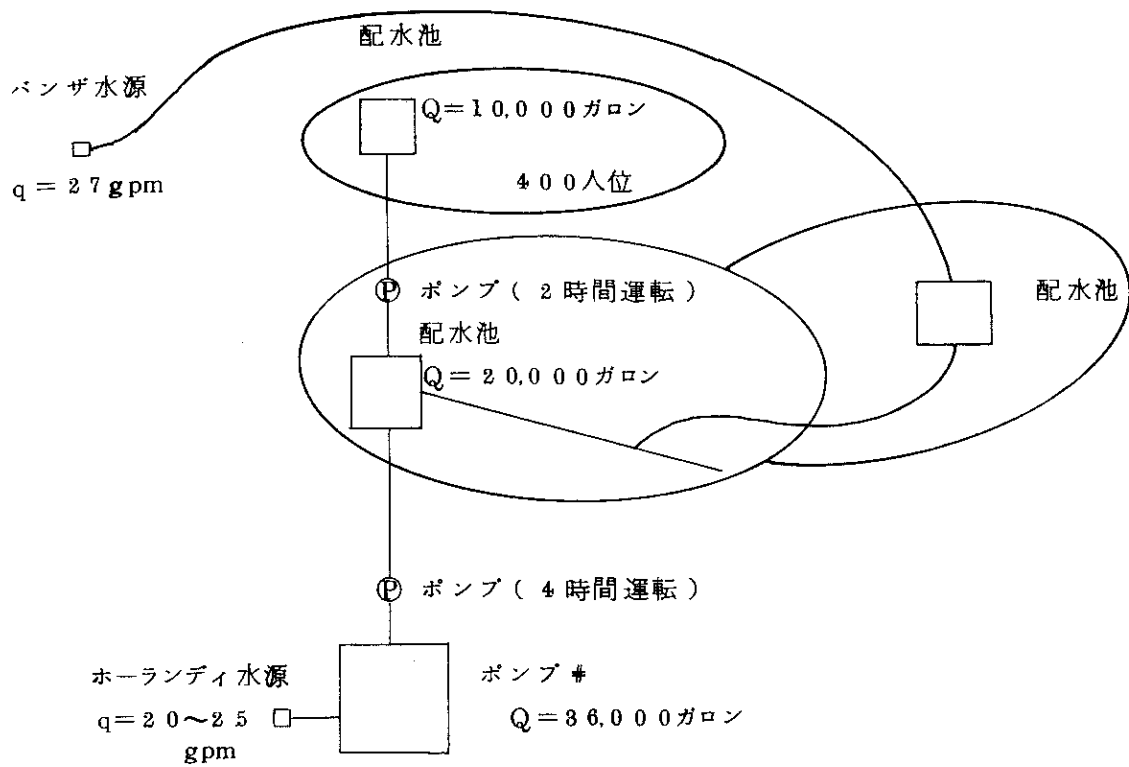 配水池
バンザ水源
Q=10,000ガロン
q=27gpm
400人位
ポンプ(2時間運転)
配水池
配水池
Q=20,000ガロン
P
P
ポンプ(4時間運転)
ホーランディ水源
ポンプ#
q=20~25
gpm
Q=36,000ガロン